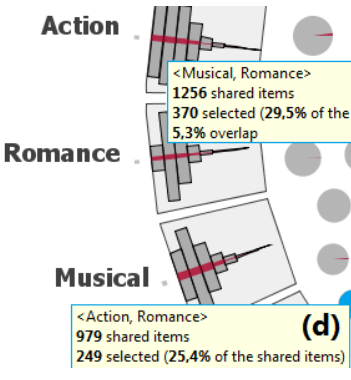 Action
<Musical, Romance>
1256 shared items
370 selected (29,5% of the
5,3% overlap
Romance
Musical
<Action, Romance>
979 shared items
249 selected (25,4% of the shared items)
(d)